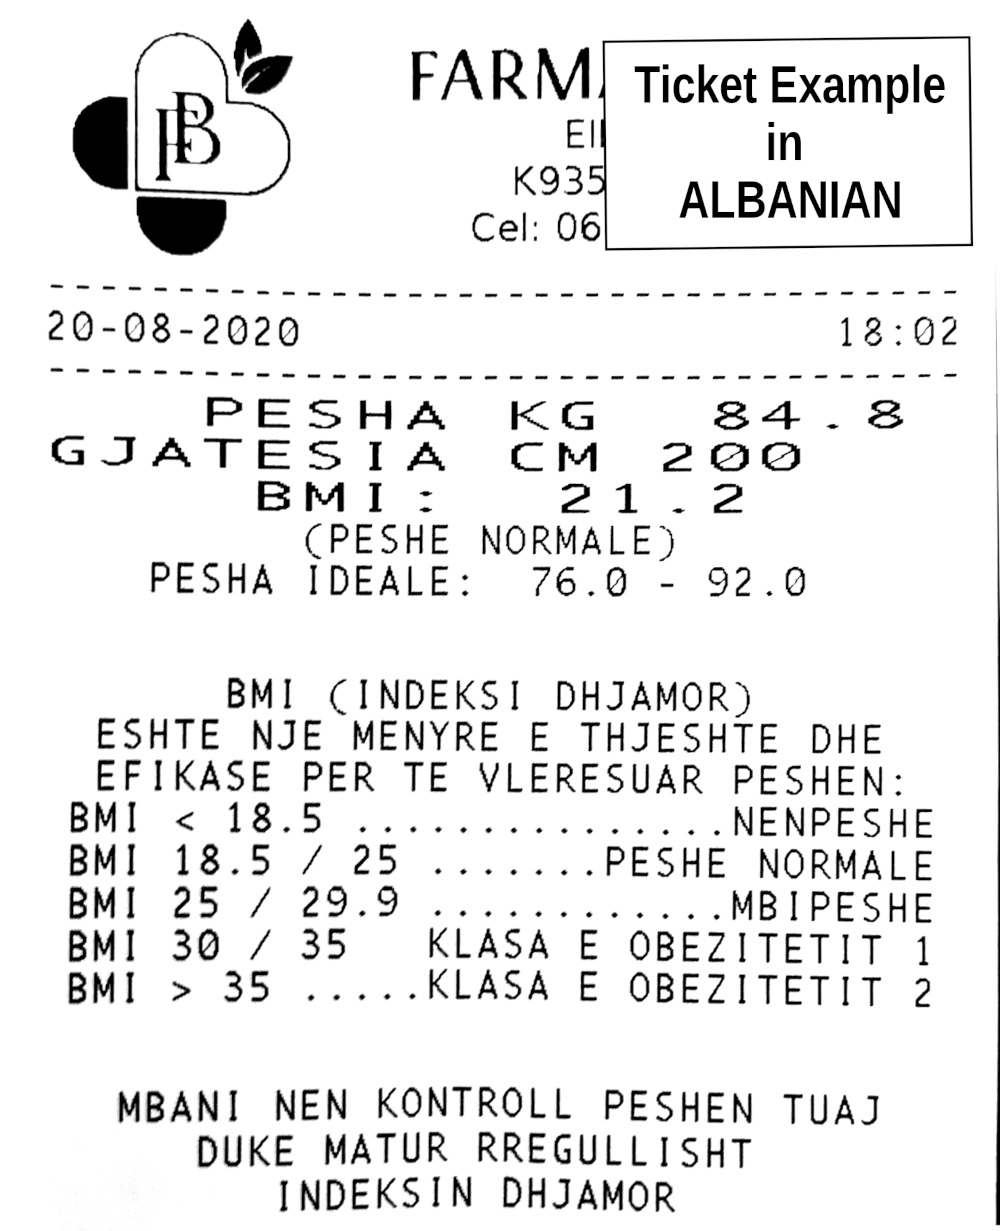 FB
FARMA
Ticket Example
in
ALBANIAN
K935
Cel: 06
20-08-2020 18:02
PESHA KG 84.8
GJATESIA CM 200
BMI: 21.2
(PESHE NORMALE)
PESHA IDEALE: 76.0 - 92.0
BMI (INDEKSI DHJAMOR)
ESHTE NJE MENYRE E THJESHTE DHE
EFIKASE PER TE VLERESUAR PESHEN:
BMI < 18.5 ...............NENPESHE
BMI 18.5 / 25 .......PESHE NORMALE
BMI 25 / 29.9 ............MBIPESHE
BMI 30 / 35 KLASA E OBEZITETIT 1
BMI > 35 .....KLASA E OBEZITETIT 2
MBANI NEN KONTROLL PESHEN TUAJ
DUKE MATUR RREGULLISHT
INDEKSIN DHJAMOR